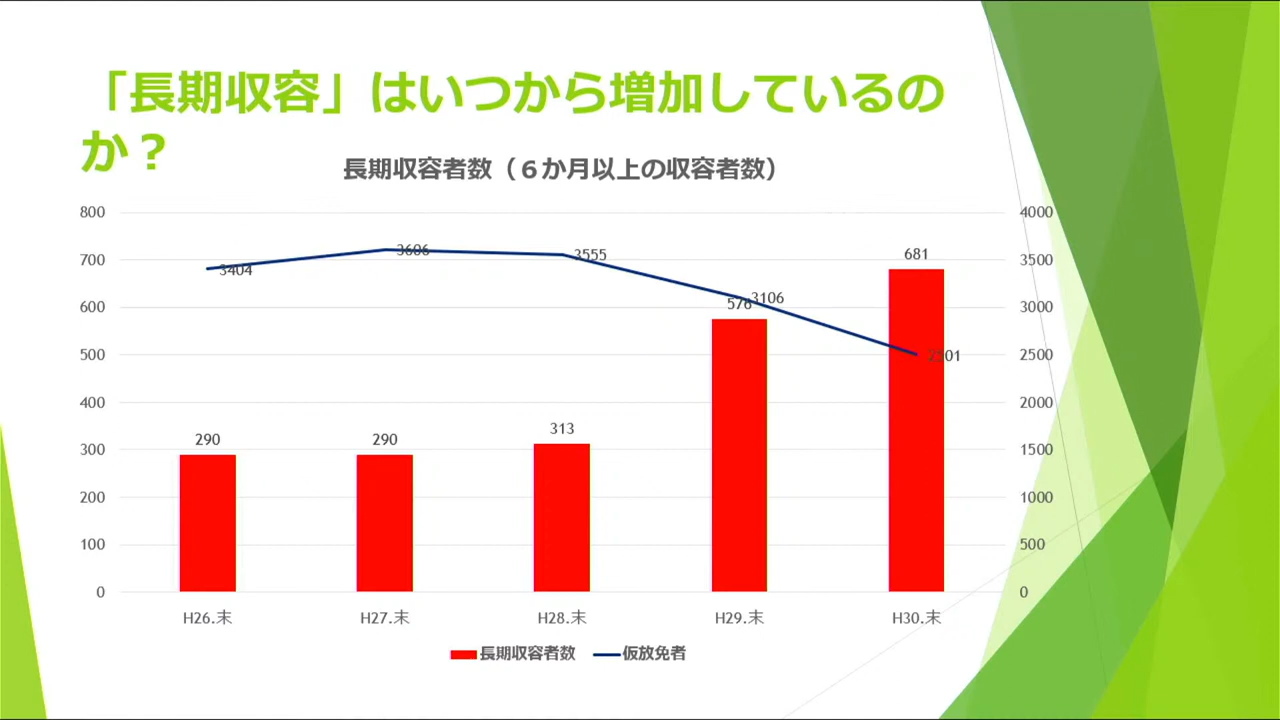 「長期収容」はいつから増加しているの
か？
長期収容者数（６か月以上の収容者数）
800
700
600
500
400
300
200
100
0
4000
3500
3000
2500
2000
1500
1000
500
0
3404
3606
3555
3106
2501
290
290
313
576
681
H26.末
H27.末
H28.末
H29.末
H30.末
長期収容者数
仮放免者